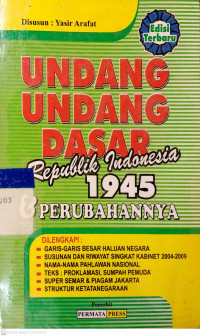 Disusun : Yasir Arafat
Edisi
Terbaru
UNDANG
UNDANG
DASAR
Republik Indonesia
1945
& PERUBAHANNYA
03
DILENGKAPI :
GARIS-GARIS BESAR HALUAN NEGARA
SUSUNAN DAN RIWAYAT SINGKAT KABINET 2004-2009
NAMA-NAMA PAHLAWAN NASIONAL
TEKS : PROKLAMASI, SUMPAH PEMUDA
SUPER SEMAR & PIAGAM JAKARTA
STRUKTUR KETATANEGARAAN
Penerbit
PERMATA PRESS